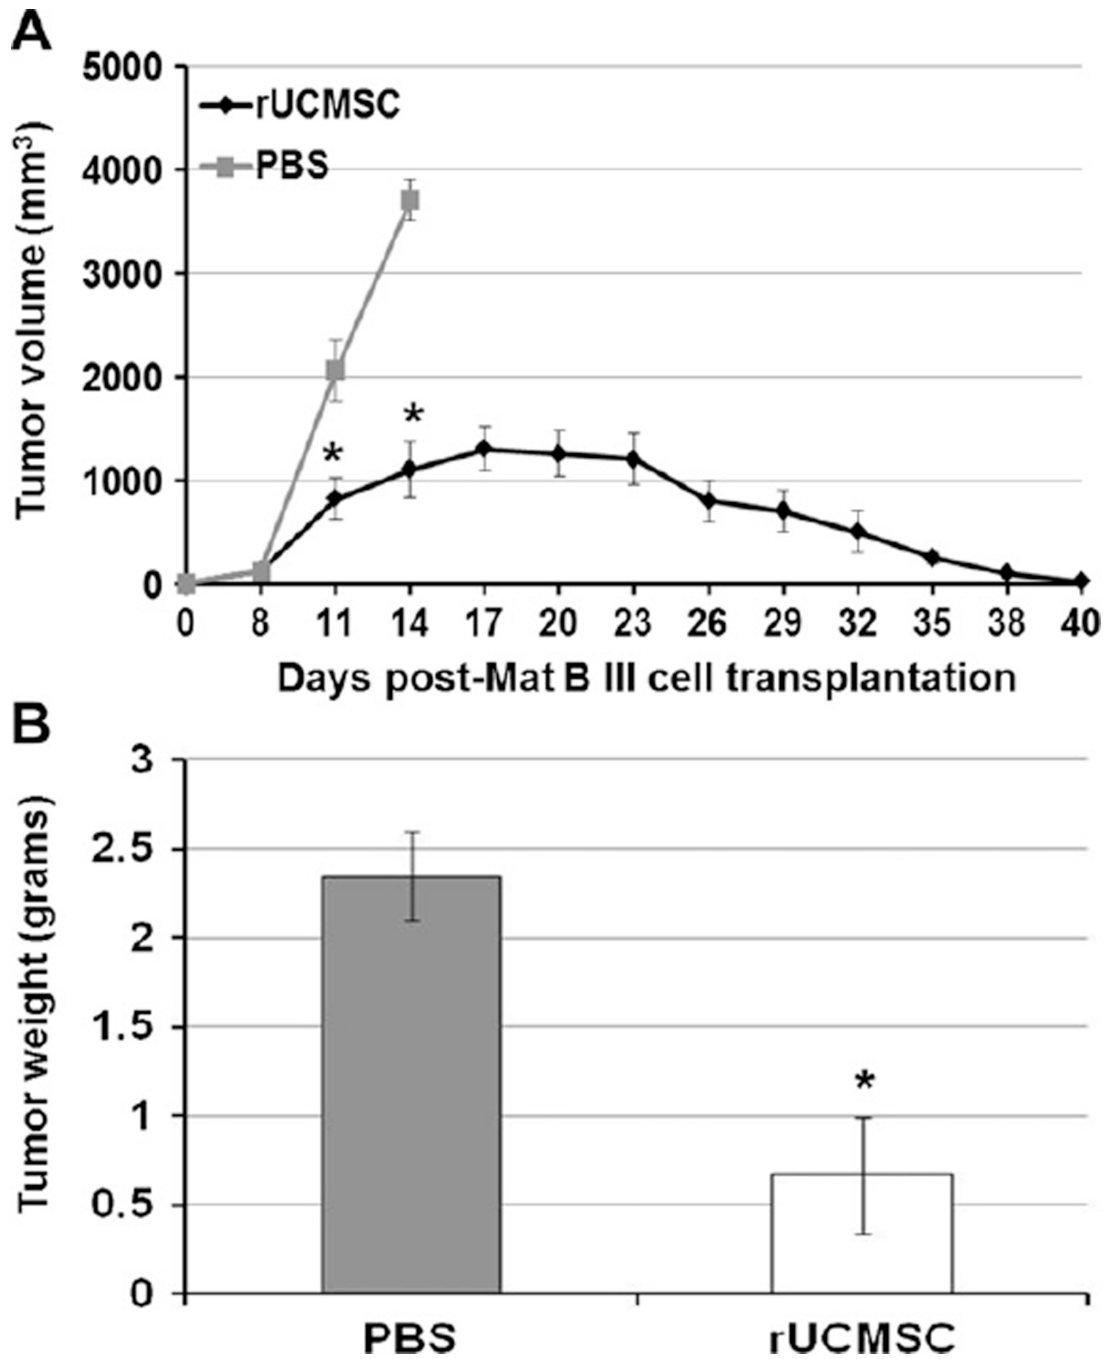 A
5000
4000
3000
2000
1000
0
rUCMSC
PBS
*
*
Tumor volume (mm³)
0 8 11 14 17 20 23 26 29 32 35 38 40
Days post-Mat B III cell transplantation
B
3
2.5
2
1.5
1
0.5
0
Tumor weight (grams)
*
PBS rUCMSC